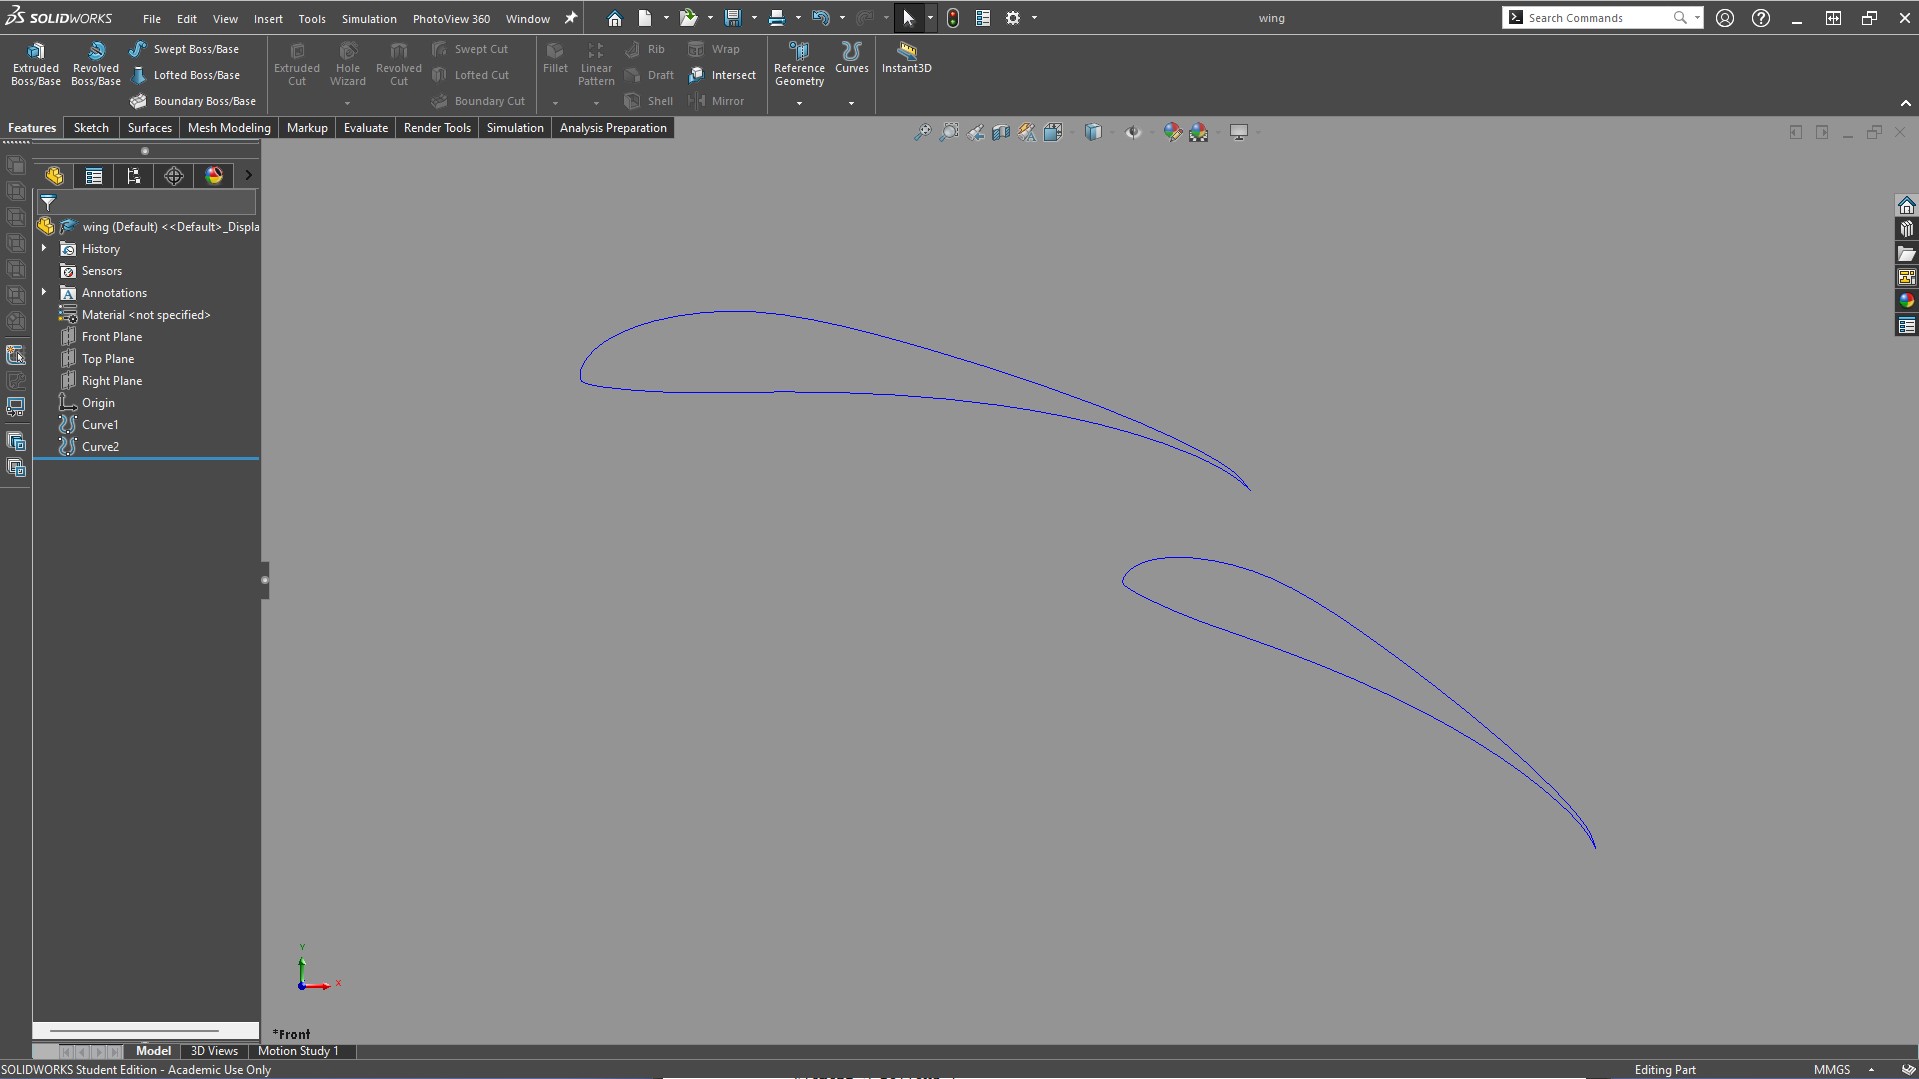 SOLIDWORKS File Edit View Insert Tools Simulation PhotoView 360 Window wing Search Commands
Extruded Boss/Base
Revolved Boss/Base
Swept Boss/Base
Lofted Boss/Base
Boundary Boss/Base
Extruded Cut
Hole Wizard
Revolved Cut
Swept Cut
Lofted Cut
Boundary Cut
Fillet
Linear Pattern
Rib
Draft
Shell
Wrap
Intersect
Mirror
Reference Geometry
Curves
Instant3D
Features Sketch Surfaces Mesh Modeling Markup Evaluate Render Tools Simulation Analysis Preparation
wing (Default) <<Default>_Displa
History
Sensors
A Annotations
Material <not specified>
Front Plane
Top Plane
Right Plane
Origin
Curve1
Curve2
Y
X
*Front
Model 3D Views Motion Study 1
SOLIDWORKS Student Edition - Academic Use Only Editing Part MMGS